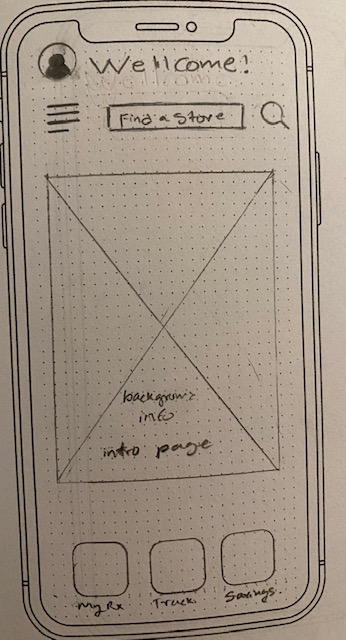 Wellcome!
Find a Store
background
info
intro page
My Rx Track Savings